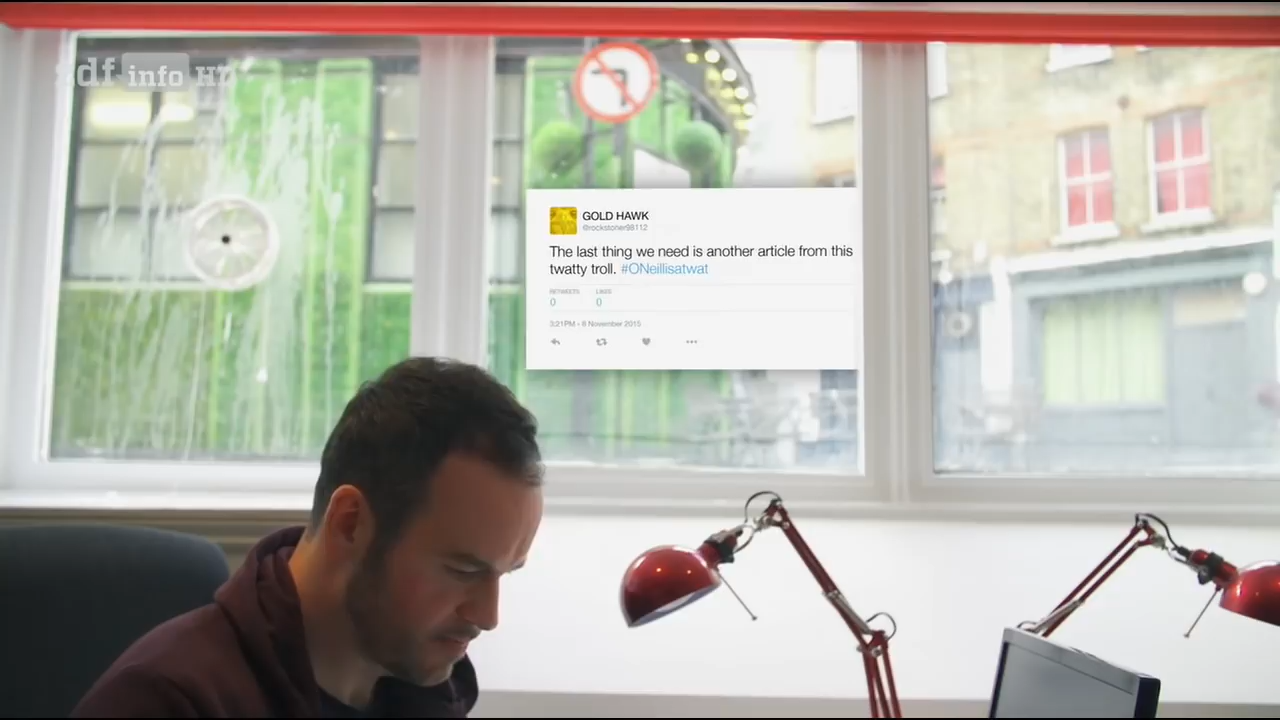 zdf info HD
GOLD HAWK
@rockstoner98112
The last thing we need is another article from this
twatty troll. #ONeillisatwat
RETWEETS LIKES
0 0
3:21PM - 8 November 2015